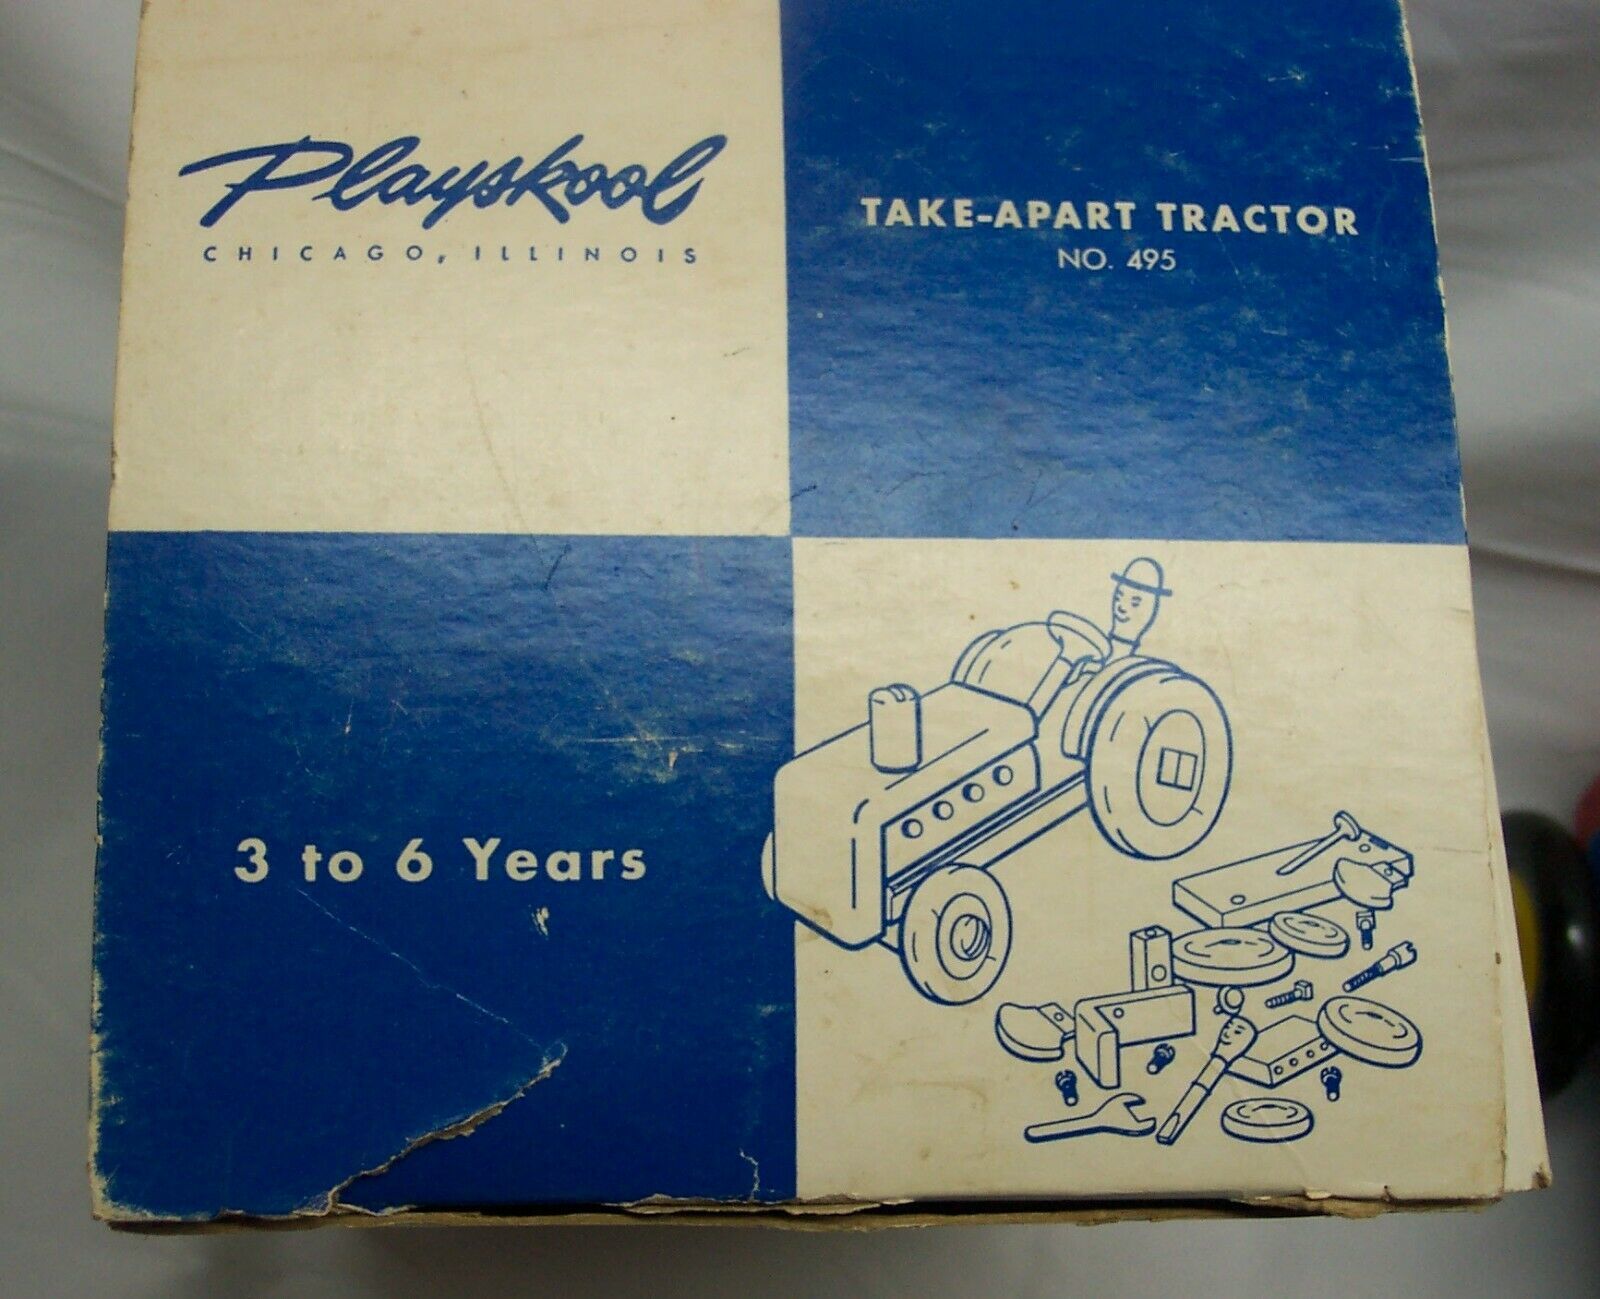 Playskool
CHICAGO, ILLINOIS
TAKE-APART TRACTOR
NO. 495
3 to 6 Years